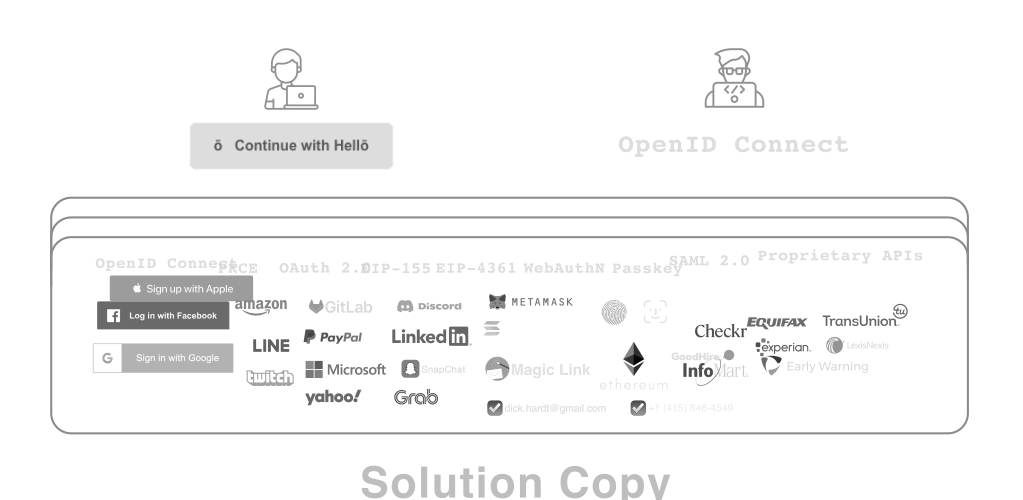 ō Continue with Hellō
OpenID Connect
OpenID Connect
PKCE
OAuth 2.0
EIP-155
EIP-4361
WebAuthN
Passkey
SAML 2.0
Proprietary APIs
Sign up with Apple
Log in with Facebook
G Sign in with Google
amazon
GitLab
Discord
METAMASK
LINE
PayPal
LinkedIn
twitch
Microsoft
SnapChat
Magic Link
yahoo!
Grab
ethereum
dick.hardt@gmail.com
+1 (415) 646-4549
Checkr
EQUIFAX
TransUnion
tu
experian.
LexisNexis
GoodHire
InfoMart
Early Warning
Solution Copy